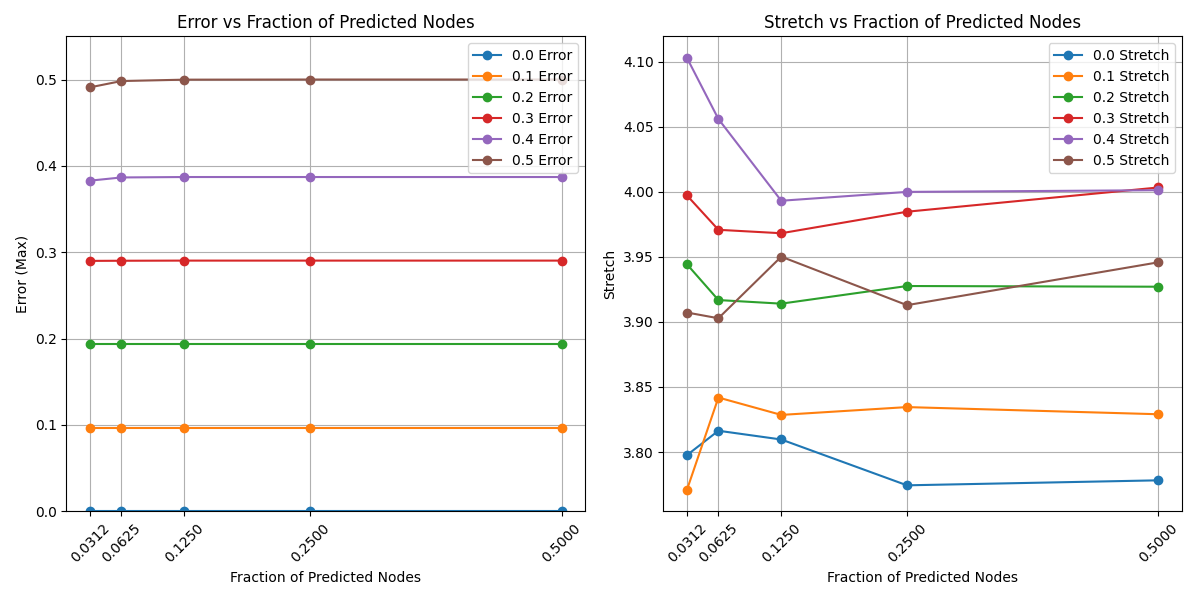 Error vs Fraction of Predicted Nodes
Error (Max)
0.5
0.4
0.3
0.2
0.1
0.0
0.0 Error
0.1 Error
0.2 Error
0.3 Error
0.4 Error
0.5 Error
0.0312
0.0625
0.1250
0.2500
0.5000
Fraction of Predicted Nodes
Stretch vs Fraction of Predicted Nodes
Stretch
4.10
4.05
4.00
3.95
3.90
3.85
3.80
0.0 Stretch
0.1 Stretch
0.2 Stretch
0.3 Stretch
0.4 Stretch
0.5 Stretch
0.0312
0.0625
0.1250
0.2500
0.5000
Fraction of Predicted Nodes